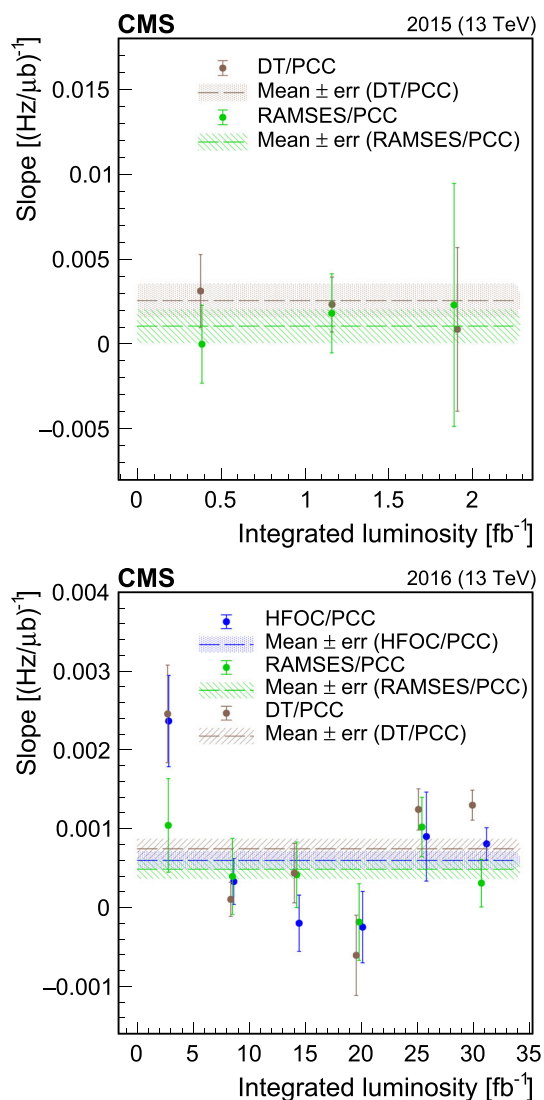 CMS 2015 (13 TeV)
DT/PCC
Mean ± err (DT/PCC)
RAMSES/PCC
Mean ± err (RAMSES/PCC)
Slope [(Hz/μb)⁻¹]
0.015
0.01
0.005
0
−0.005
0 0.5 1 1.5 2
Integrated luminosity [fb⁻¹]
CMS 2016 (13 TeV)
HFOC/PCC
Mean ± err (HFOC/PCC)
RAMSES/PCC
Mean ± err (RAMSES/PCC)
DT/PCC
Mean ± err (DT/PCC)
Slope [(Hz/μb)⁻¹]
0.004
0.003
0.002
0.001
0
−0.001
0 5 10 15 20 25 30 35
Integrated luminosity [fb⁻¹]